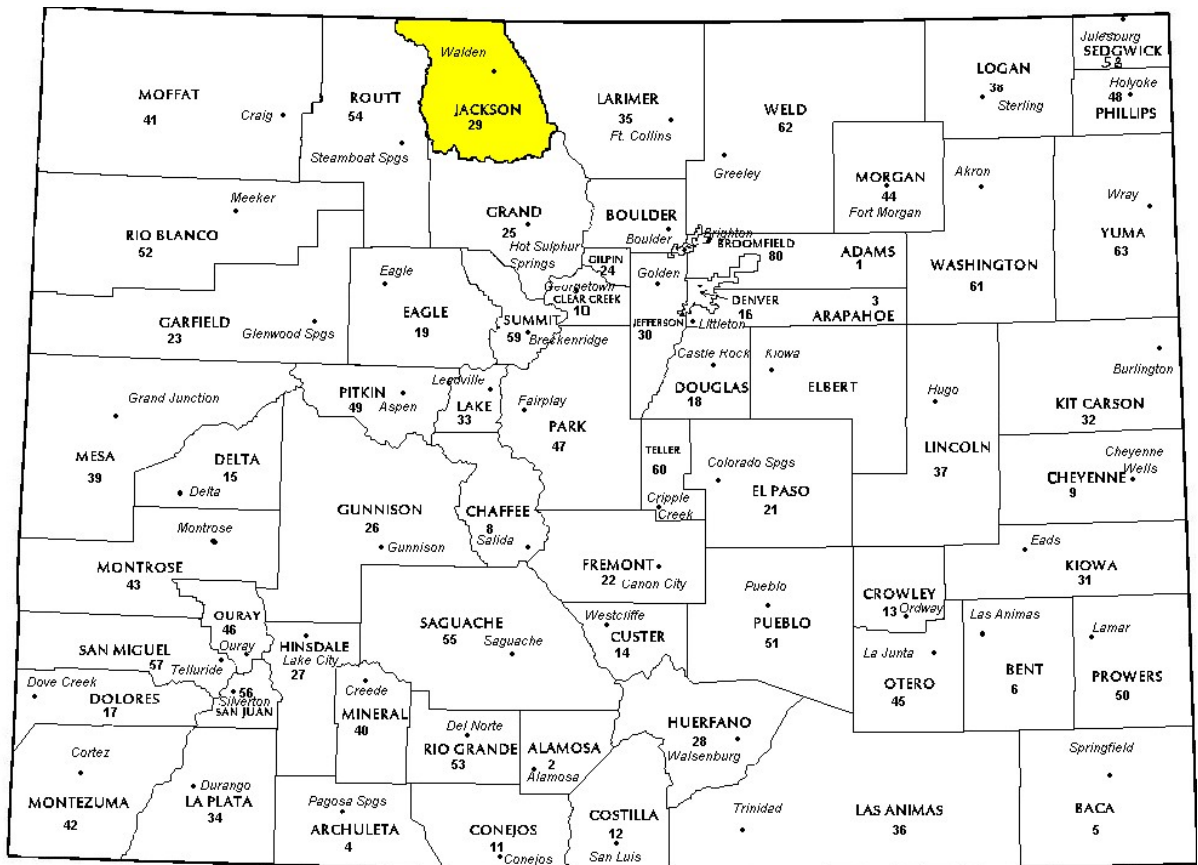 Julesburg
SEDGWICK
58
Walden
LOGAN
38
Sterling
Holyoke
48
PHILLIPS
MOFFAT
41
Craig
ROUTT
54
Steamboat Spgs
JACKSON
29
LARIMER
35
Ft. Collins
WELD
62
Greeley
MORGAN
44
Fort Morgan
Akron
Wray
YUMA
63
Meeker
RIO BLANCO
52
GRAND
25
Hot Sulphur
Springs
BOULDER
Boulder
Brighton
BROOMFIELD
80
ADAMS
1
WASHINGTON
61
GILPIN
24
Golden
Eagle
EAGLE
19
Georgetown
CLEAR CREEK
10
DENVER
16
3
ARAPAHOE
GARFIELD
23
Glenwood Spgs
SUMMIT
59
Breckenridge
JEFFERSON
30
Littleton
Castle Rock
DOUGLAS
18
Kiowa
ELBERT
Hugo
Burlington
KIT CARSON
32
PITKIN
49
Aspen
Leadville
LAKE
33
Fairplay
PARK
47
Grand Junction
MESA
39
DELTA
15
Delta
TELLER
60
Cripple
Creek
Colorado Spgs
EL PASO
21
LINCOLN
37
Cheyenne
Wells
CHEYENNE
9
GUNNISON
26
Gunnison
CHAFFEE
8
Salida
Montrose
MONTROSE
43
FREMONT
22
Canon City
Eads
KIOWA
31
OURAY
46
Ouray
SAGUACHE
55
Saguache
Westcliffe
CUSTER
14
Pueblo
PUEBLO
51
CROWLEY
13
Ordway
Las Animas
BENT
6
Lamar
PROWERS
50
SAN MIGUEL
57
Telluride
HINSDALE
Lake City
27
La Junta
OTERO
45
Dove Creek
DOLORES
17
56
Silverton
SAN JUAN
Creede
MINERAL
40
Del Norte
RIO GRANDE
53
ALAMOSA
2
Alamosa
HUERFANO
28
Walsenburg
Springfield
BACA
5
Cortez
MONTEZUMA
42
Durango
LA PLATA
34
Pagosa Spgs
ARCHULETA
4
CONEJOS
11
Conejos
COSTILLA
12
San Luis
Trinidad
LAS ANIMAS
36